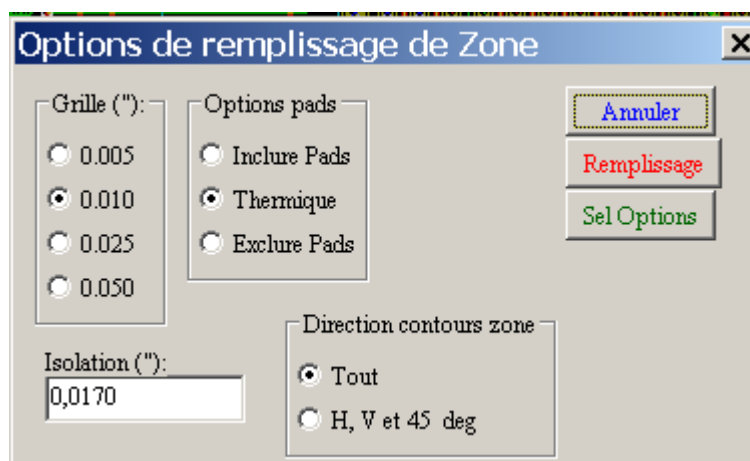 Options de remplissage de Zone
Grille ("):
0.005
0.010
0.025
0.050
Options pads
Inclure Pads
Thermique
Exclure Pads
Annuler
Remplissage
Sel Options
Isolation ("):
0,0170
Direction contours zone
Tout
H, V et 45 deg